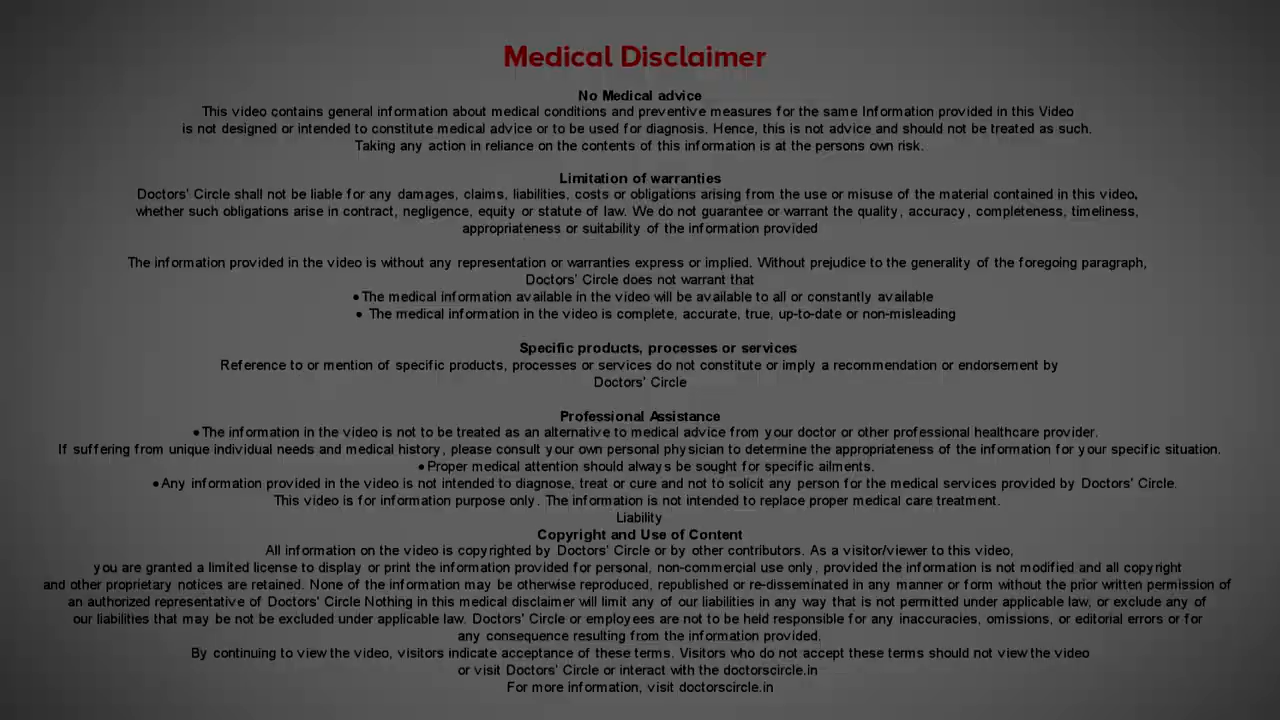 Medical Disclaimer
No Medical advice
This video contains general information about medical conditions and preventive measures for the same Information provided in this Video
is not designed or intended to constitute medical advice or to be used for diagnosis. Hence, this is not advice and should not be treated as such.
Taking any action in reliance on the contents of this information is at the persons own risk.
Limitation of warranties
Doctors' Circle shall not be liable for any damages, claims, liabilities, costs or obligations arising from the use or misuse of the material contained in this video,
whether such obligations arise in contract, negligence, equity or statute of law. We do not guarantee or warrant the quality, accuracy, completeness, timeliness,
appropriateness or suitability of the information provided
The information provided in the video is without any representation or warranties express or implied. Without prejudice to the generality of the foregoing paragraph,
Doctors' Circle does not warrant that
•The medical information available in the video will be available to all or constantly available
• The medical information in the video is complete, accurate, true, up-to-date or non-misleading
Specific products, processes or services
Reference to or mention of specific products, processes or services do not constitute or imply a recommendation or endorsement by
Doctors' Circle
Professional Assistance
•The information in the video is not to be treated as an alternative to medical advice from your doctor or other professional healthcare provider.
If suffering from unique individual needs and medical history, please consult your own personal physician to determine the appropriateness of the information for your specific situation.
•Proper medical attention should always be sought for specific ailments.
•Any information provided in the video is not intended to diagnose, treat or cure and not to solicit any person for the medical services provided by Doctors' Circle.
This video is for information purpose only. The information is not intended to replace proper medical care treatment.
Liability
Copyright and Use of Content
All information on the video is copyrighted by Doctors' Circle or by other contributors. As a visitor/viewer to this video,
you are granted a limited license to display or print the information provided for personal, non-commercial use only, provided the information is not modified and all copyright
and other proprietary notices are retained. None of the information may be otherwise reproduced, republished or re-disseminated in any manner or form without the prior written permission of
an authorized representative of Doctors' Circle Nothing in this medical disclaimer will limit any of our liabilities in any way that is not permitted under applicable law, or exclude any of
our liabilities that may be not be excluded under applicable law. Doctors' Circle or employees are not to be held responsible for any inaccuracies, omissions, or editorial errors or for
any consequence resulting from the information provided.
By continuing to view the video, visitors indicate acceptance of these terms. Visitors who do not accept these terms should not view the video
or visit Doctors' Circle or interact with the doctorscircle.in
For more information, visit doctorscircle.in